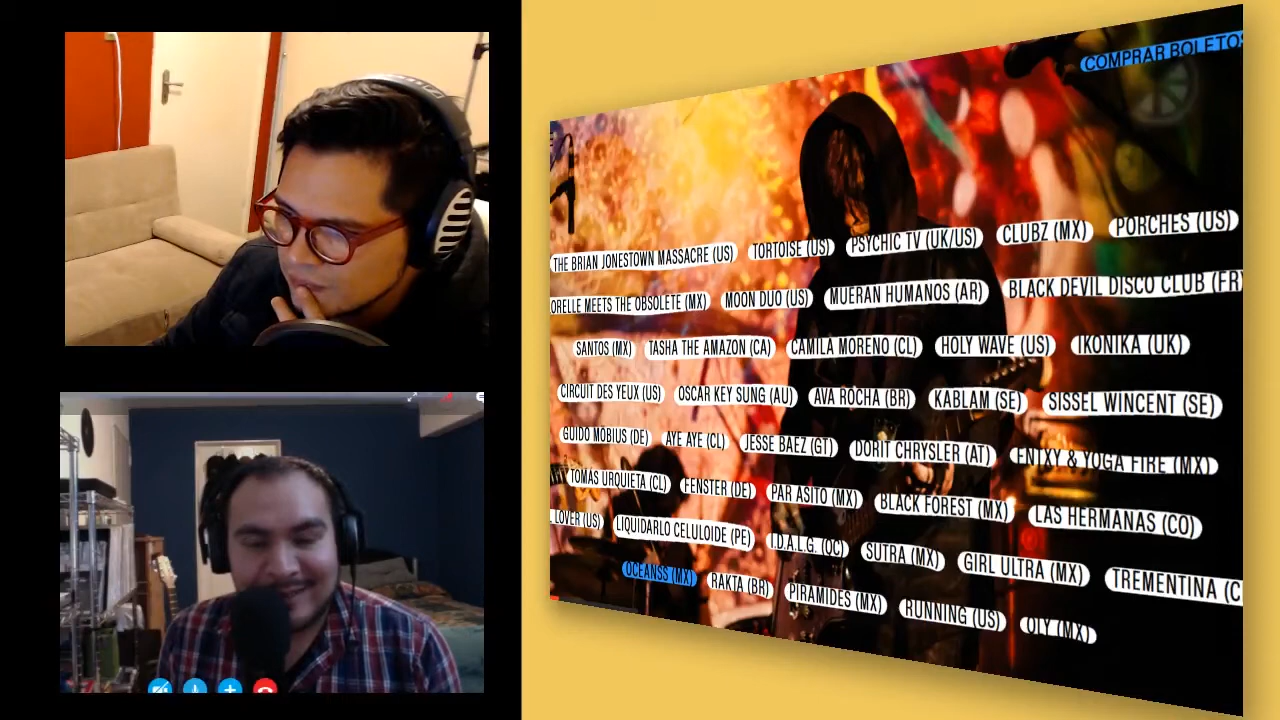 COMPRAR BOLETOS
THE BRIAN JONESTOWN MASSACRE (US) TORTOISE (US) PSYCHIC TV (UK/US) CLUBZ (MX) PORCHES (US)
ORELLE MEETS THE OBSOLETE (MX) MOON DUO (US) MUERAN HUMANOS (AR) BLACK DEVIL DISCO CLUB (FR)
SANTOS (MX) TASHA THE AMAZON (CA) CAMILA MORENO (CL) HOLY WAVE (US) IKONIKA (UK)
CIRCUIT DES YEUX (US) OSCAR KEY SUNG (AU) AVA ROCHA (BR) KABLAM (SE) SISSEL WINCENT (SE)
GUIDO MÖBIUS (DE) AYE AYE (CL) JESSE BAEZ (GT) DORIT CHRYSLER (AT) ENTXY & YOGA FIRE (MX)
TOMÁS URQUIETA (CL) FENSTER (DE) PAR ÁSITO (MX) BLACK FOREST (MX) LAS HERMANAS (CO)
L LOVER (US) LIQUIDARLO CELULOIDE (PE) I.D.A.L.G. (QC) SUTRA (MX) GIRL ULTRA (MX) TREMENTINA (C
OCEANSS (MX) RAKTA (BR) PIRÁMIDES (MX) RUNNING (US) OLY (MX)